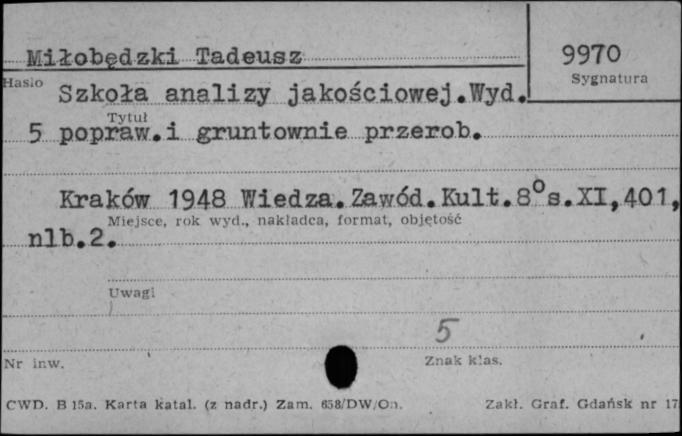 Miłobędzki Tadeusz
9970
Hasło
Sygnatura
Szkoła analizy jakościowej.Wyd.
Tytuł
5 popraw.i gruntownie przerob.
Kraków 1948 Wiedza.Zawód.Kult.8° s.XI,401,
Miejsce, rok wyd., nakładca, format, objętość
nlb.2.
Uwagi
5
Nr inw.
Znak klas.
CWD. B 15a. Karta katal. (z nadr.) Zam. 658/DW/On.
Zakł. Graf. Gdańsk nr 17